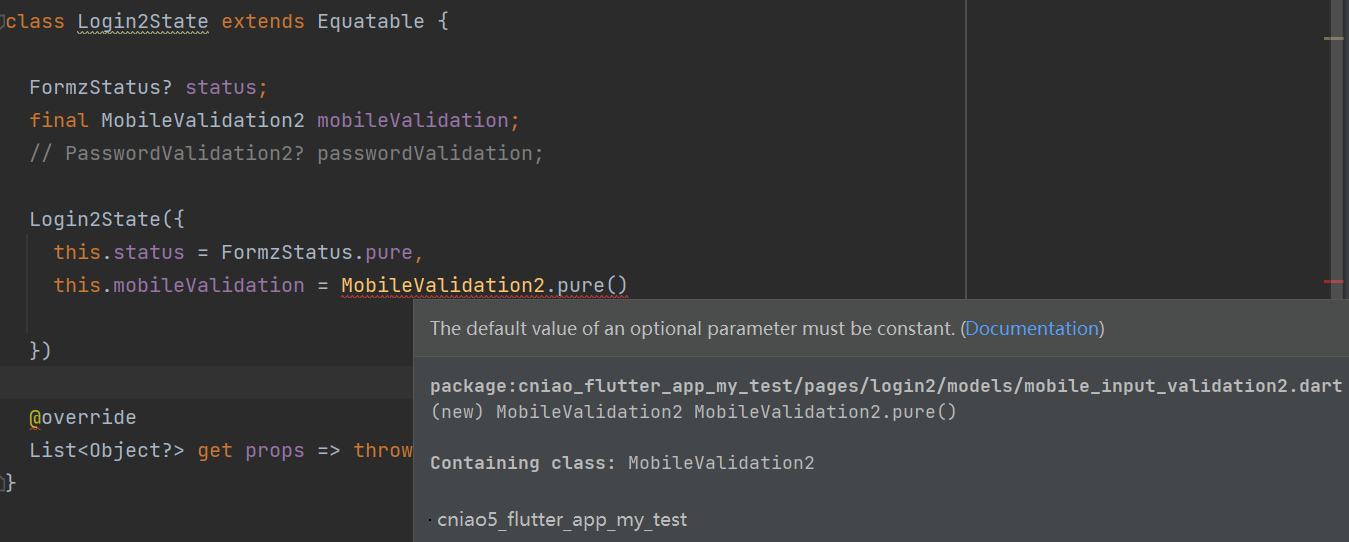 class Login2State extends Equatable {
FormzStatus? status;
final MobileValidation2 mobileValidation;
// PasswordValidation2? passwordValidation;
Login2State({
this.status = FormzStatus.pure,
this.mobileValidation = MobileValidation2.pure()
The default value of an optional parameter must be constant. (Documentation)
})
package:cniao_flutter_app_my_test/pages/login2/models/mobile_input_validation2.dart
(new) MobileValidation2 MobileValidation2.pure()
@override
List<Object?> get props => throw
Containing class: MobileValidation2
}
· cniao5_flutter_app_my_test